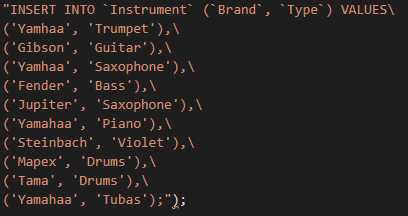 "INSERT INTO `Instrument` (`Brand`, `Type`) VALUES\
('Yamhaa', 'Trumpet'),\
('Gibson', 'Guitar'),\
('Yamhaa', 'Saxophone'),\
('Fender', 'Bass'),\
('Jupiter', 'Saxophone'),\
('Yamahaa', 'Piano'),\
('Steinbach', 'Violet'),\
('Mapex', 'Drums'),\
('Tama', 'Drums'),\
('Yamahaa', 'Tubas');");